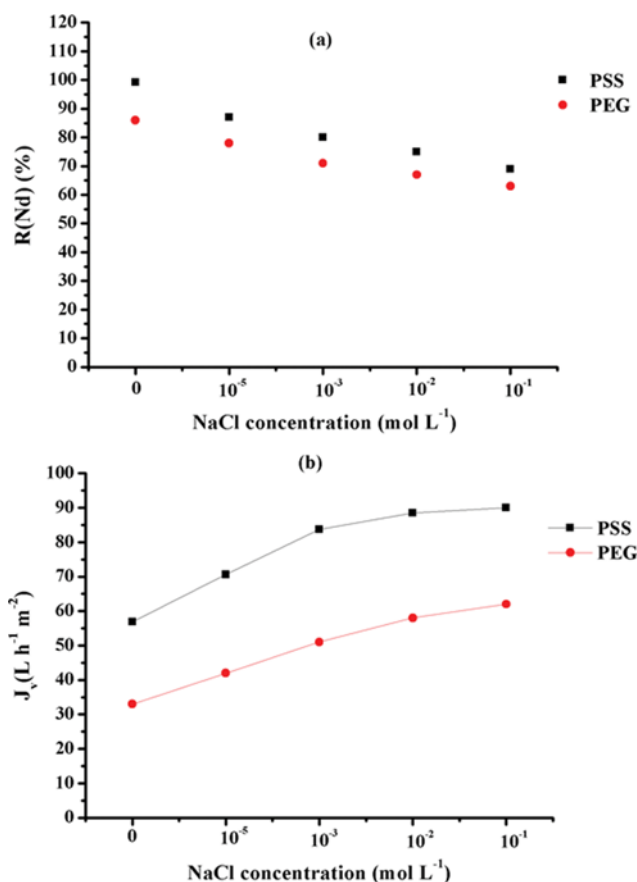 (a)
120
110
100
90
80
70
60
50
40
30
20
10
0
R(Nd) (%)
PSS
PEG
0 10⁻⁵ 10⁻³ 10⁻² 10⁻¹
NaCl concentration (mol L⁻¹)
(b)
100
90
80
70
60
50
40
30
20
10
0
Jᵥ(L h⁻¹ m⁻²)
PSS
PEG
0 10⁻⁵ 10⁻³ 10⁻² 10⁻¹
NaCl concentration (mol L⁻¹)